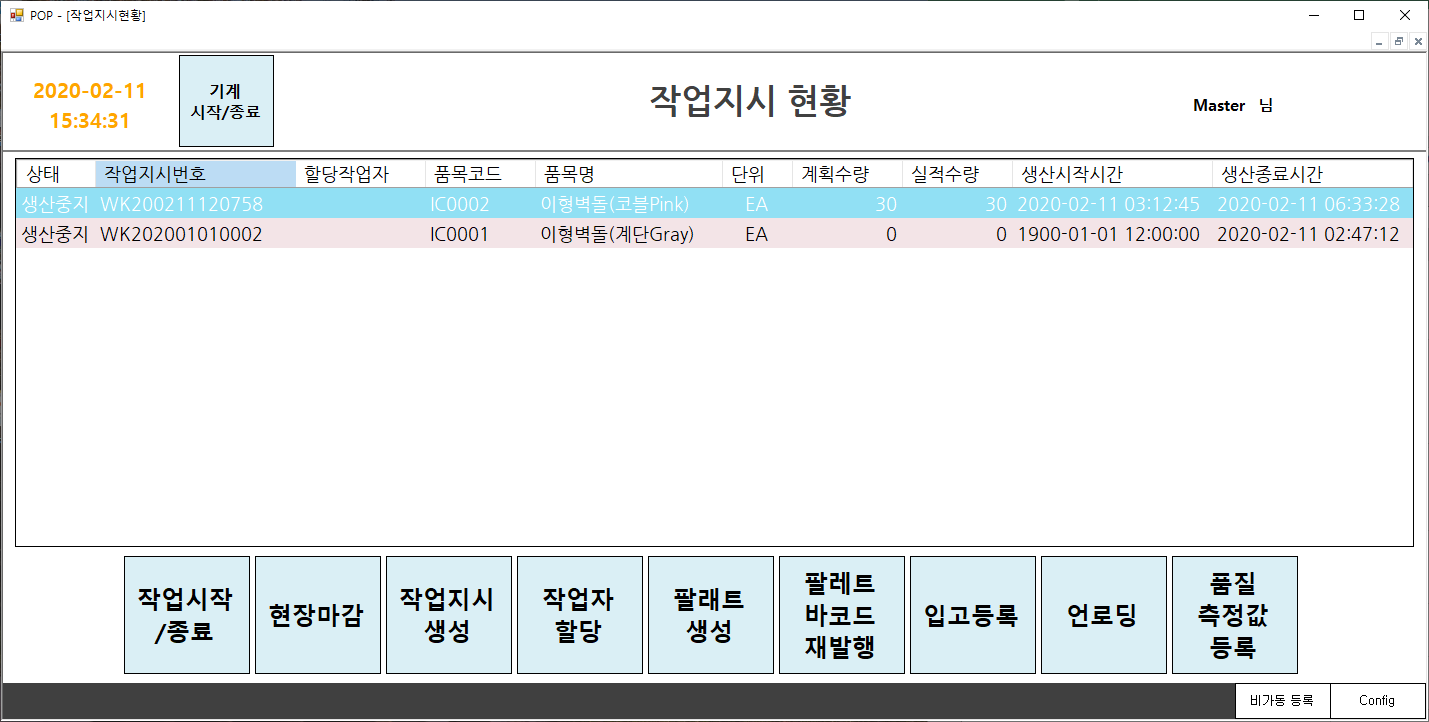 POP - [작업지시현황]
2020-02-11
15:34:31
기계
시작/종료
작업지시 현황
Master 님
상태 작업지시번호 할당작업자 품목코드 품목명 단위 계획수량 실적수량 생산시작시간 생산종료시간
생산중지 WK200211120758 IC0002 이형벽돌(코블Pink) EA 30 30 2020-02-11 03:12:45 2020-02-11 06:33:28
생산중지 WK202001010002 IC0001 이형벽돌(계단Gray) EA 0 0 1900-01-01 12:00:00 2020-02-11 02:47:12
작업시작
/종료
현장마감
작업지시
생성
작업자
할당
팔래트
생성
팔레트
바코드
재발행
입고등록
언로딩
품질
측정값
등록
비가동 등록
Config